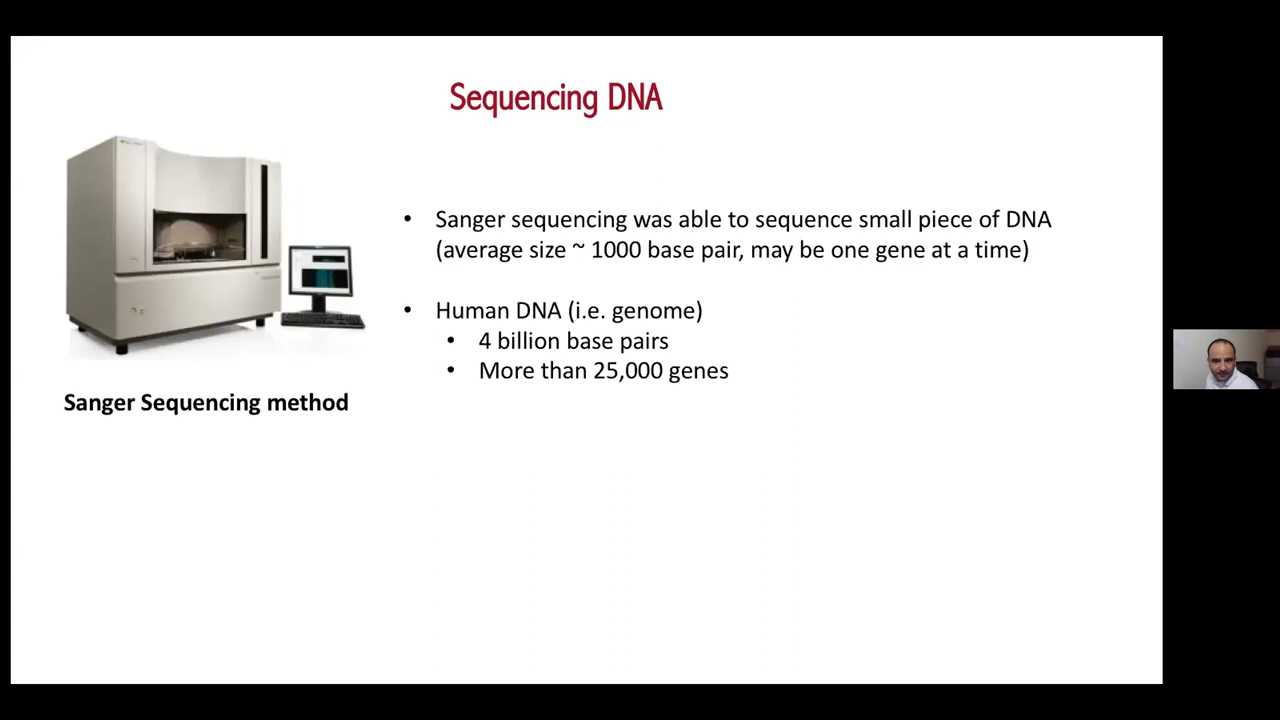 Sequencing DNA
• Sanger sequencing was able to sequence small piece of DNA
(average size ~ 1000 base pair, may be one gene at a time)
• Human DNA (i.e. genome)
• 4 billion base pairs
• More than 25,000 genes
Sanger Sequencing method